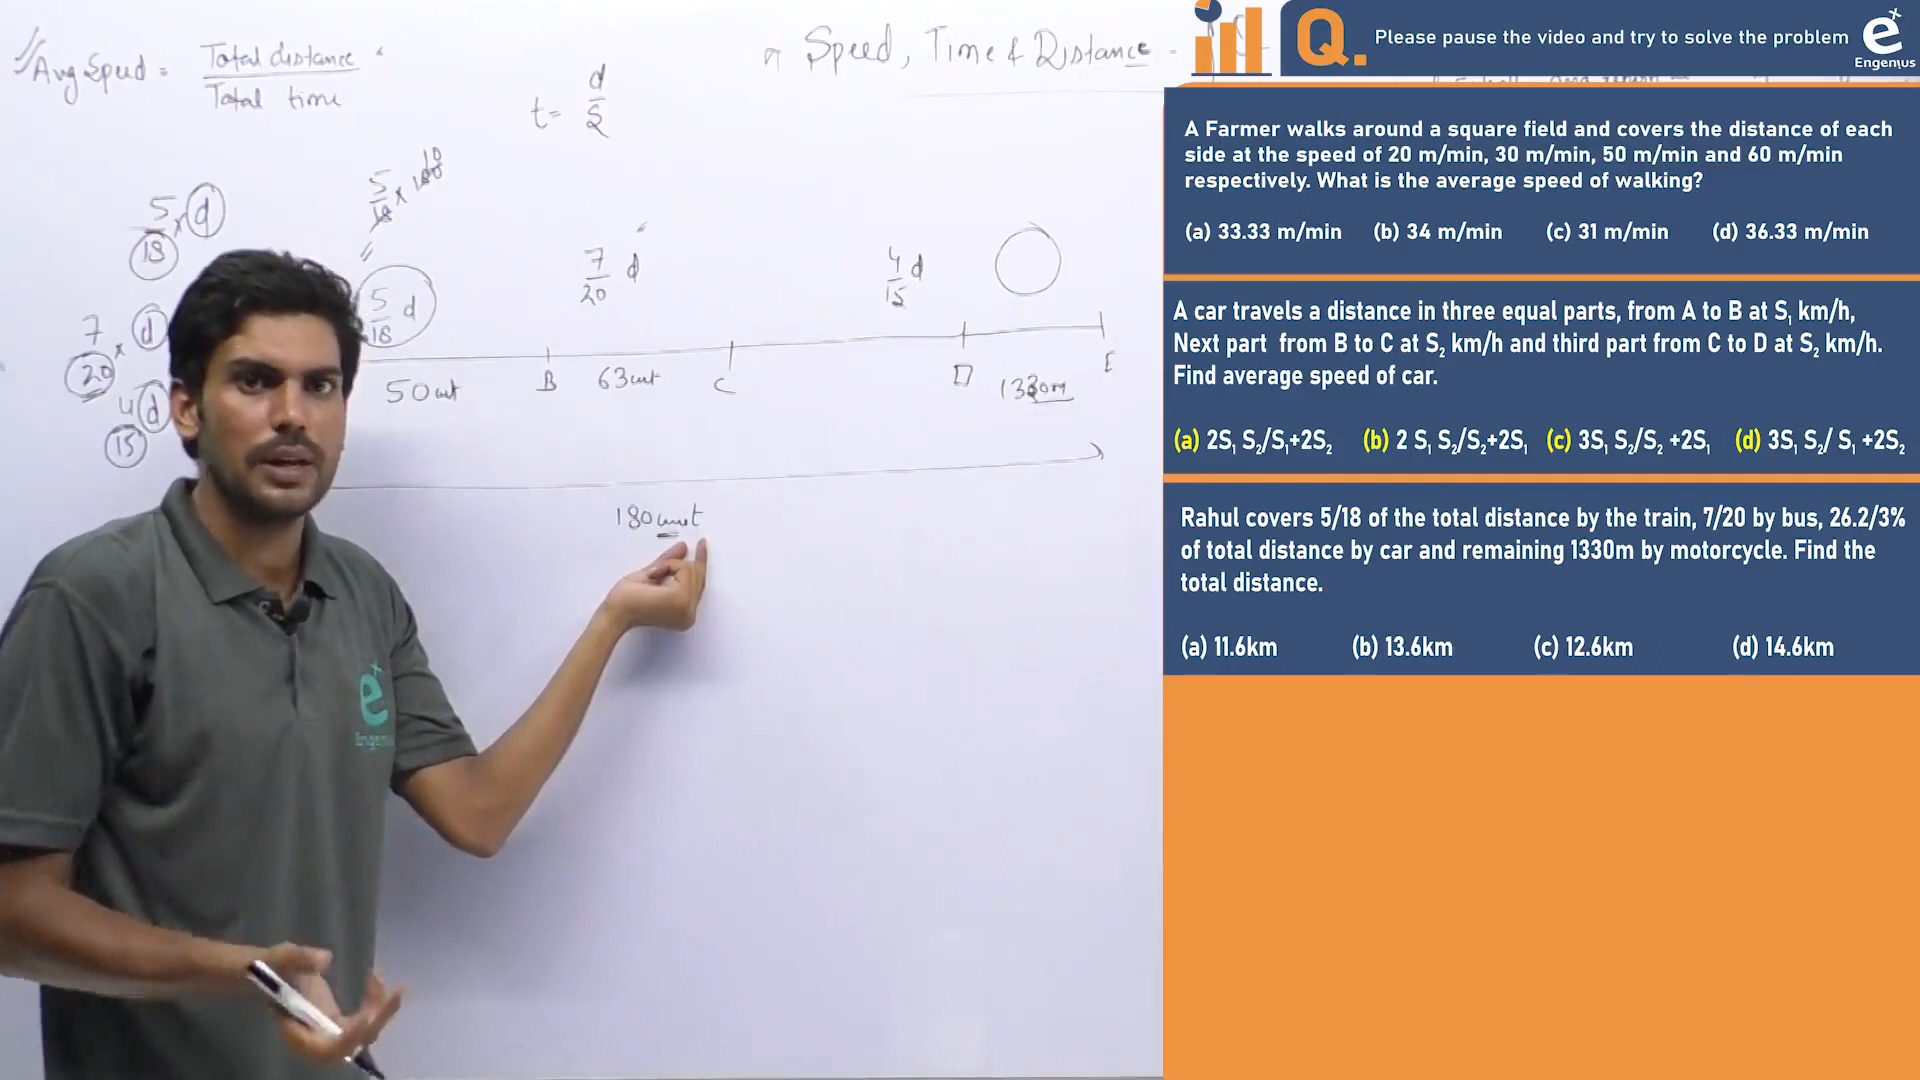 Avg Speed = Total distance
Total time
t = d
S
Speed, Time & Distance -
5 × d
18
5 × 180 10
18
7 × d
20
4 d
15
5 d
18
7 d
20
4 d
15
50 unit
B
63 unit
C
D
1330m
E
180 unit
ex
Engenius
Q.
Please pause the video and try to solve the problem
ex
Engenius
A Farmer walks around a square field and covers the distance of each
side at the speed of 20 m/min, 30 m/min, 50 m/min and 60 m/min
respectively. What is the average speed of walking?
(a) 33.33 m/min (b) 34 m/min (c) 31 m/min (d) 36.33 m/min
A car travels a distance in three equal parts, from A to B at S₁ km/h,
Next part from B to C at S₂ km/h and third part from C to D at S₂ km/h.
Find average speed of car.
(a) 2S₁ S₂/S₁+2S₂ (b) 2 S₁ S₂/S₂+2S₁ (c) 3S₁ S₂/S₂ +2S₁ (d) 3S₁ S₂/ S₁ +2S₂
Rahul covers 5/18 of the total distance by the train, 7/20 by bus, 26.2/3%
of total distance by car and remaining 1330m by motorcycle. Find the
total distance.
(a) 11.6km (b) 13.6km (c) 12.6km (d) 14.6km